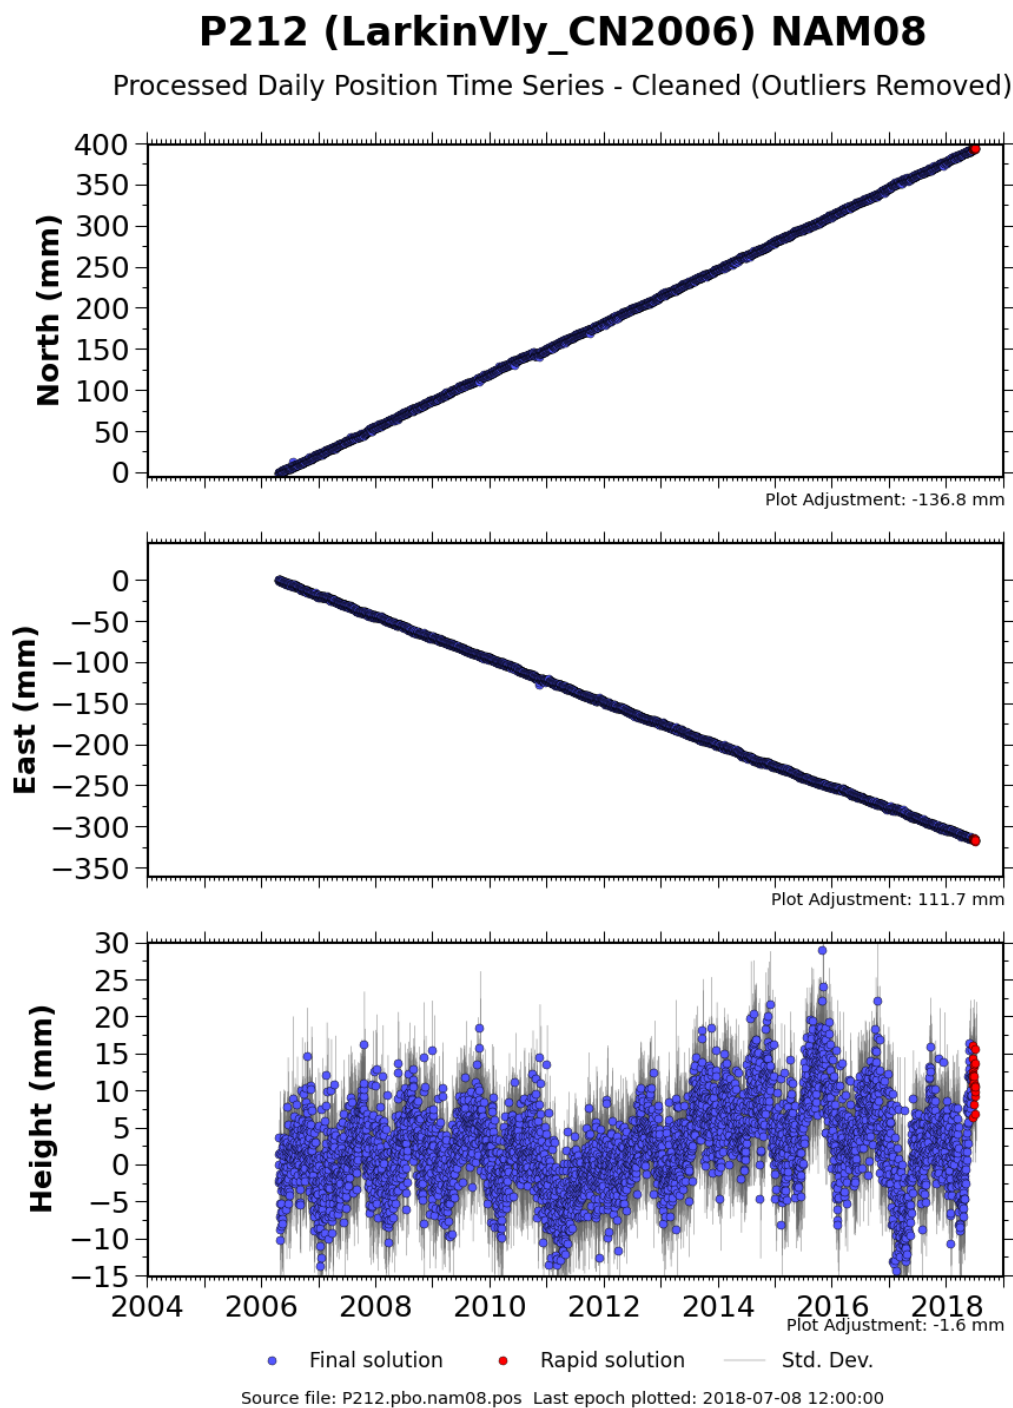 P212 (LarkinVly_CN2006) NAM08
Processed Daily Position Time Series - Cleaned (Outliers Removed)
400
350
300
250
200
150
100
50
0
North (mm)
Plot Adjustment: -136.8 mm
0
−50
−100
−150
−200
−250
−300
−350
East (mm)
Plot Adjustment: 111.7 mm
30
25
20
15
10
5
0
−5
−10
−15
Height (mm)
2004 2006 2008 2010 2012 2014 2016 2018
Plot Adjustment: -1.6 mm
Final solution Rapid solution Std. Dev.
Source file: P212.pbo.nam08.pos Last epoch plotted: 2018-07-08 12:00:00